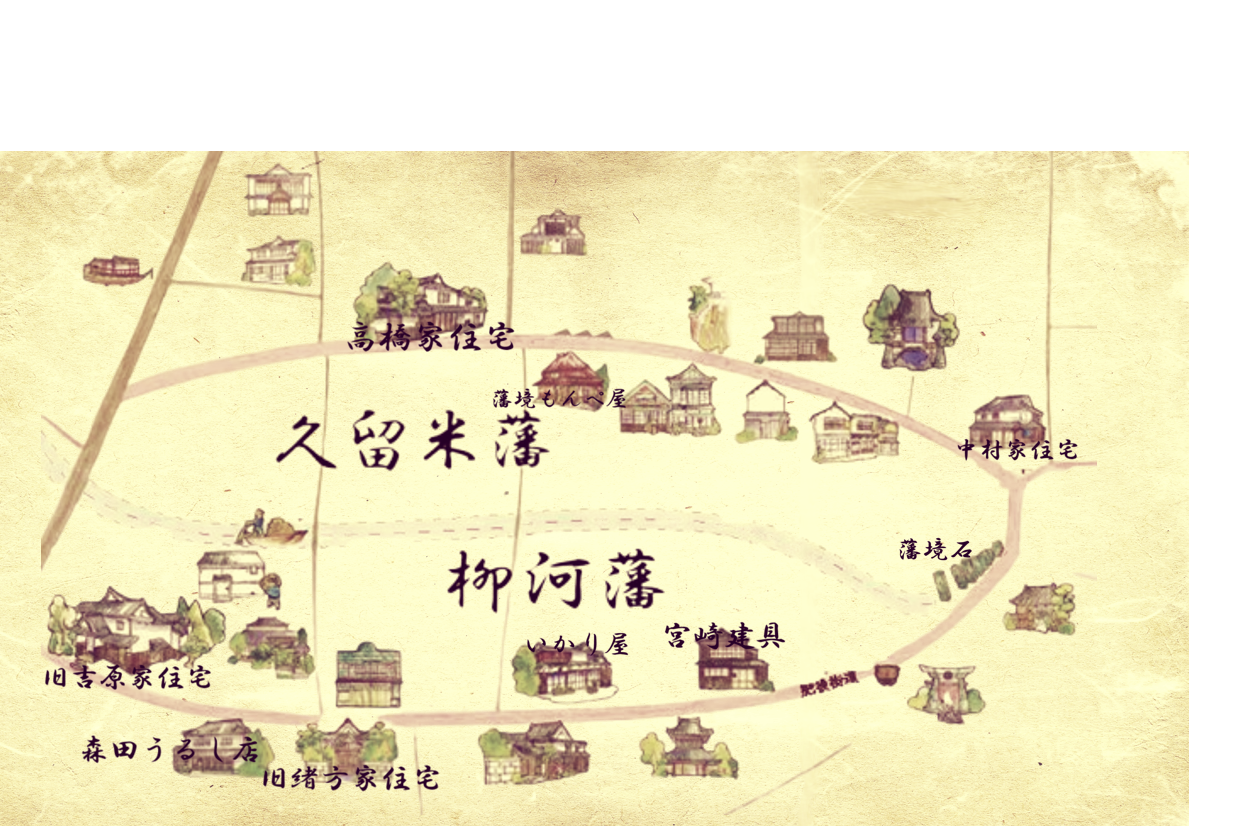 高橋家住宅
藩境もんぺ屋
久留米藩
中村家住宅
藩境石
柳河藩
いかり屋
宮崎建具
旧吉原家住宅
肥後街道
森田うるし店
旧緒方家住宅